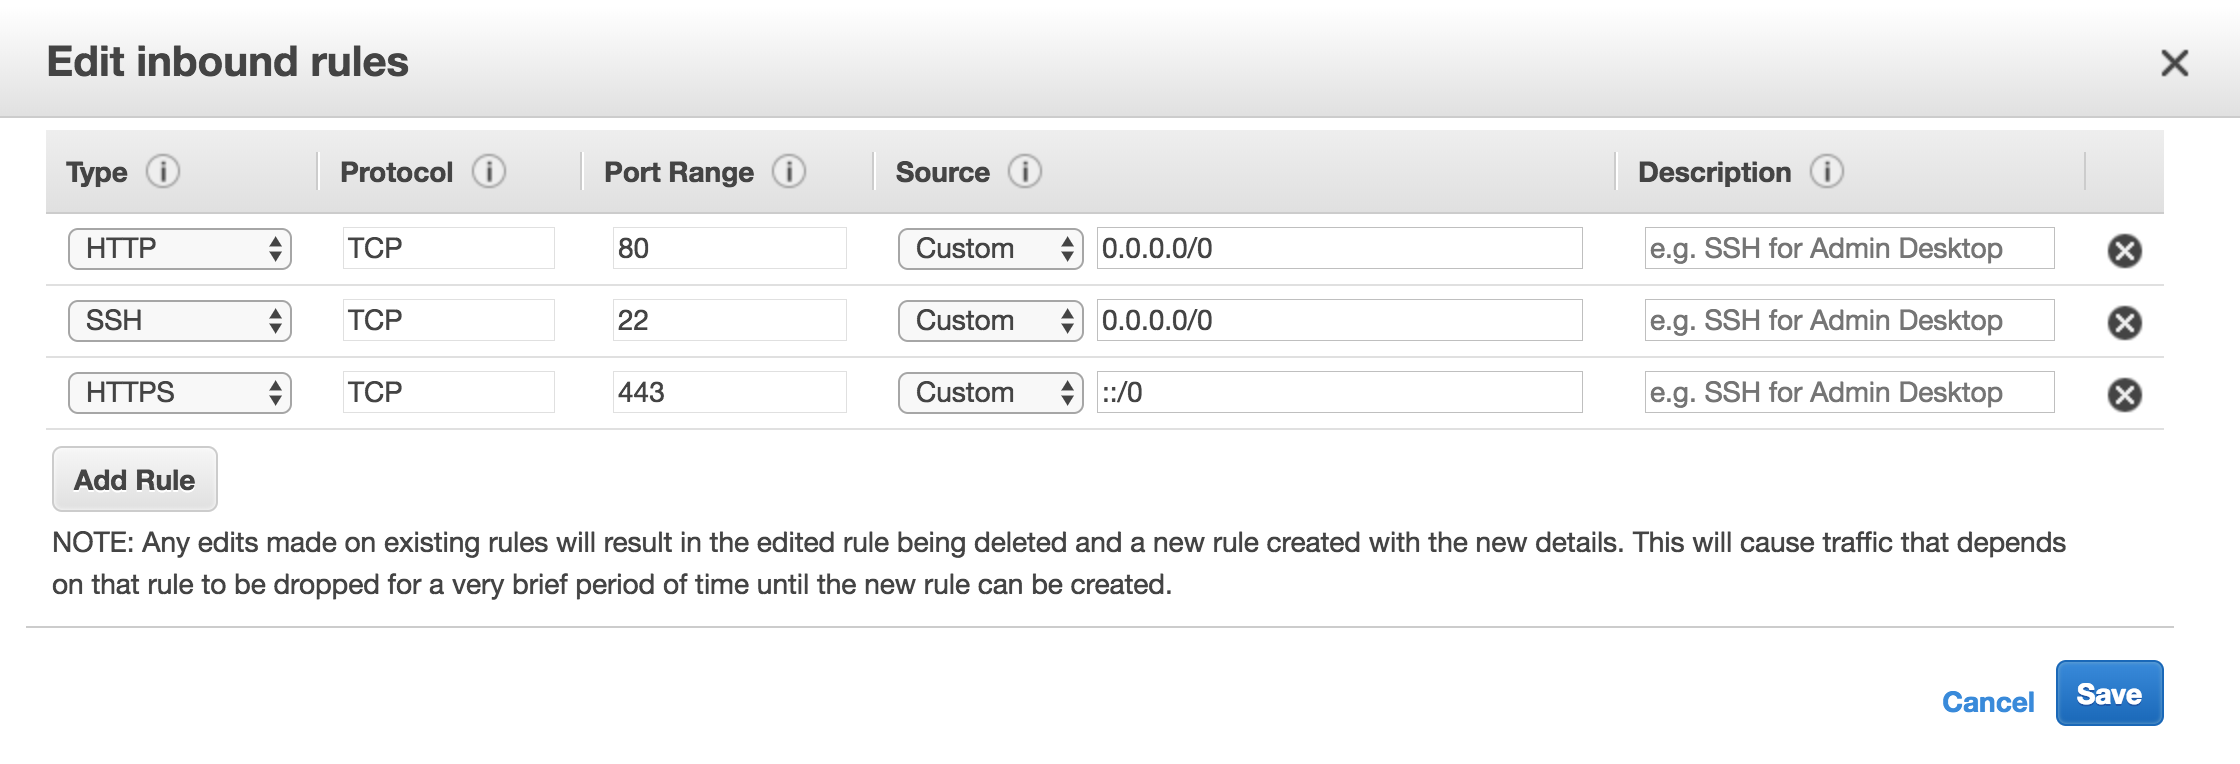 Edit inbound rules
Type Protocol Port Range Source Description
HTTP TCP 80 Custom 0.0.0.0/0 e.g. SSH for Admin Desktop
SSH TCP 22 Custom 0.0.0.0/0 e.g. SSH for Admin Desktop
HTTPS TCP 443 Custom ::/0 e.g. SSH for Admin Desktop
Add Rule
NOTE: Any edits made on existing rules will result in the edited rule being deleted and a new rule created with the new details. This will cause traffic that depends
on that rule to be dropped for a very brief period of time until the new rule can be created.
Cancel Save